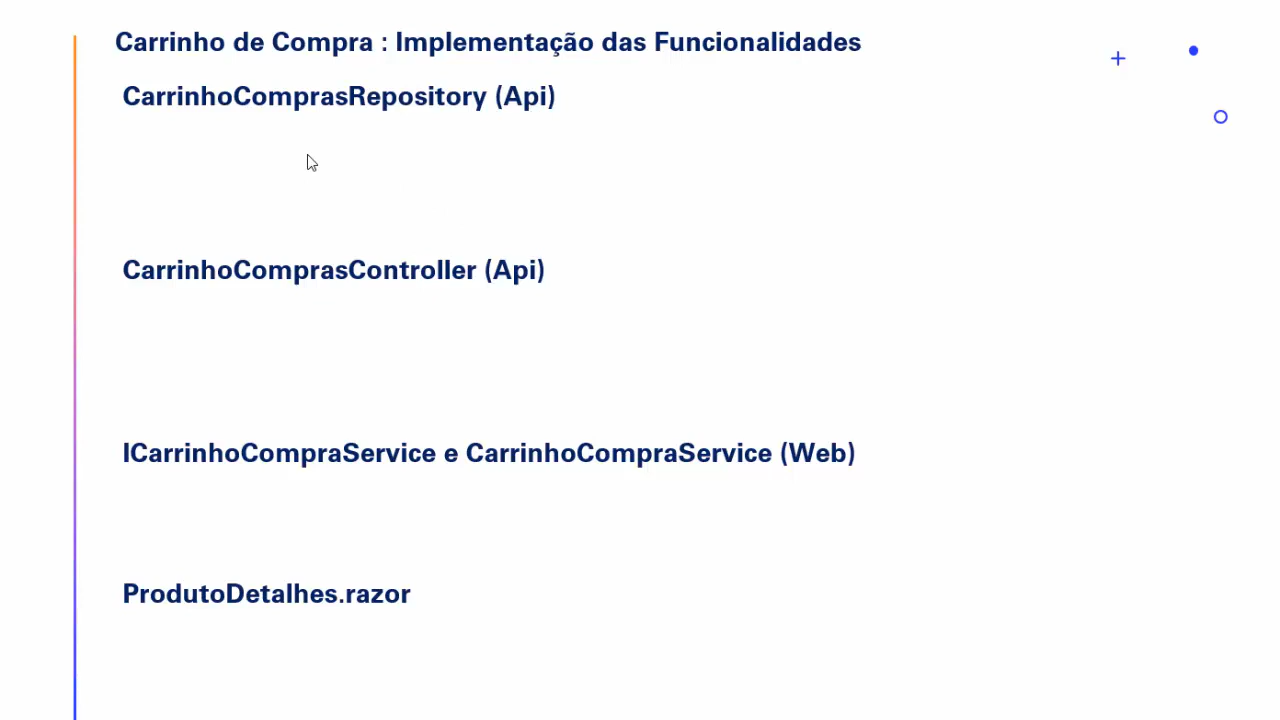 Carrinho de Compra : Implementação das Funcionalidades
CarrinhoComprasRepository (Api)
CarrinhoComprasController (Api)
ICarrinhoCompraService e CarrinhoCompraService (Web)
ProdutoDetalhes.razor